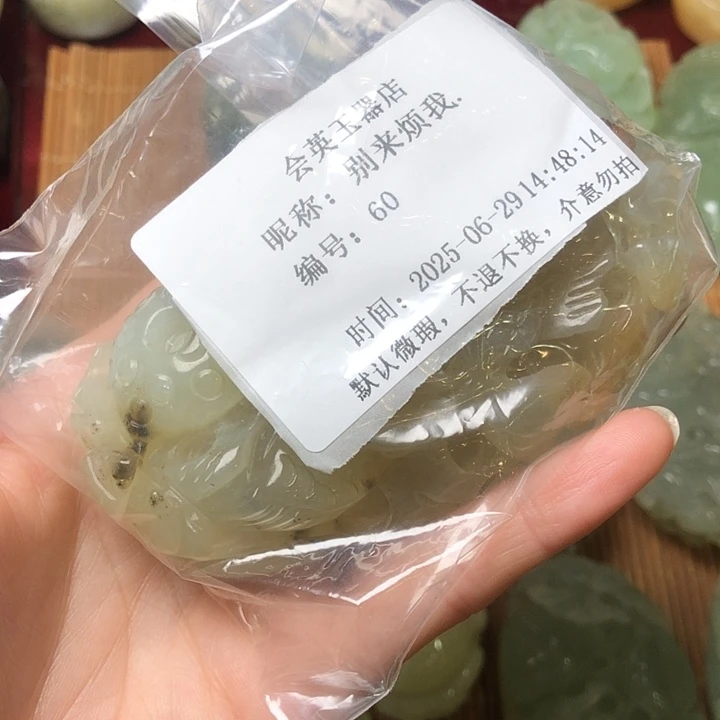 会英玉器店
昵称：别来烦我.
编号：60
时间：2025-06-29 14:48:14
默认微瑕，不退不换，介意勿拍